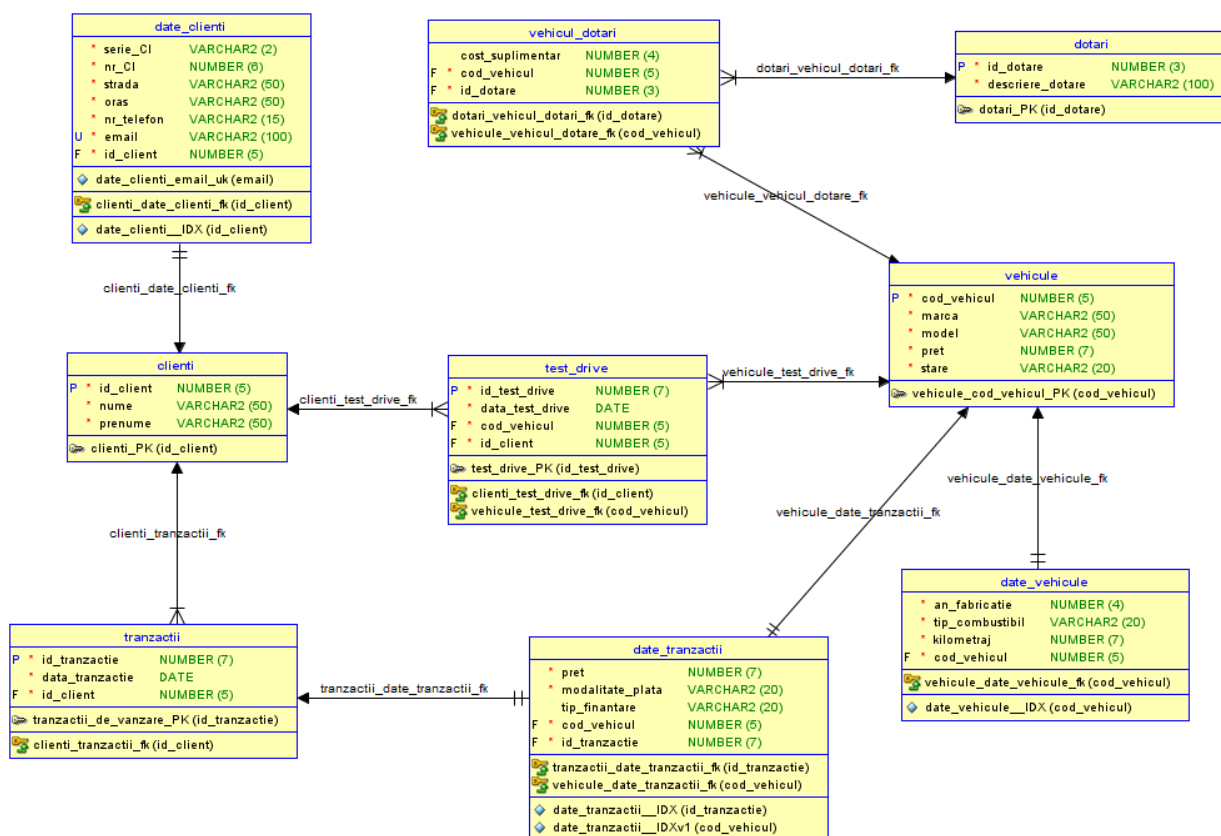 date_clienti
* serie_CI VARCHAR2 (2)
* nr_CI NUMBER (6)
* strada VARCHAR2 (50)
* oras VARCHAR2 (50)
* nr_telefon VARCHAR2 (15)
U * email VARCHAR2 (100)
F * id_client NUMBER (5)
date_clienti_email_uk (email)
clienti_date_clienti_fk (id_client)
date_clienti__IDX (id_client)
vehicul_dotari
cost_suplimentar NUMBER (4)
F * cod_vehicul NUMBER (5)
F * id_dotare NUMBER (3)
dotari_vehicul_dotari_fk (id_dotare)
vehicule_vehicul_dotare_fk (cod_vehicul)
dotari_vehicul_dotari_fk
dotari
P * id_dotare NUMBER (3)
* descriere_dotare VARCHAR2 (100)
dotari_PK (id_dotare)
vehicule_vehicul_dotare_fk
clienti_date_clienti_fk
vehicule
P * cod_vehicul NUMBER (5)
* marca VARCHAR2 (50)
* model VARCHAR2 (50)
* pret NUMBER (7)
* stare VARCHAR2 (20)
vehicule_cod_vehicul_PK (cod_vehicul)
clienti
P * id_client NUMBER (5)
* nume VARCHAR2 (50)
* prenume VARCHAR2 (50)
clienti_PK (id_client)
clienti_test_drive_fk
test_drive
P * id_test_drive NUMBER (7)
* data_test_drive DATE
F * cod_vehicul NUMBER (5)
F * id_client NUMBER (5)
test_drive_PK (id_test_drive)
clienti_test_drive_fk (id_client)
vehicule_test_drive_fk (cod_vehicul)
vehicule_test_drive_fk
vehicule_date_vehicule_fk
vehicule_date_tranzactii_fk
clienti_tranzactii_fk
date_vehicule
* an_fabricatie NUMBER (4)
* tip_combustibil VARCHAR2 (20)
* kilometraj NUMBER (7)
F * cod_vehicul NUMBER (5)
vehicule_date_vehicule_fk (cod_vehicul)
date_vehicule__IDX (cod_vehicul)
tranzactii
P * id_tranzactie NUMBER (7)
* data_tranzactie DATE
F * id_client NUMBER (5)
tranzactii_de_vanzare_PK (id_tranzactie)
clienti_tranzactii_fk (id_client)
tranzactii_date_tranzactii_fk
date_tranzactii
* pret NUMBER (7)
* modalitate_plata VARCHAR2 (20)
tip_finantare VARCHAR2 (20)
F * cod_vehicul NUMBER (5)
F * id_tranzactie NUMBER (7)
tranzactii_date_tranzactii_fk (id_tranzactie)
vehicule_date_tranzactii_fk (cod_vehicul)
date_tranzactii__IDX (id_tranzactie)
date_tranzactii__IDXv1 (cod_vehicul)